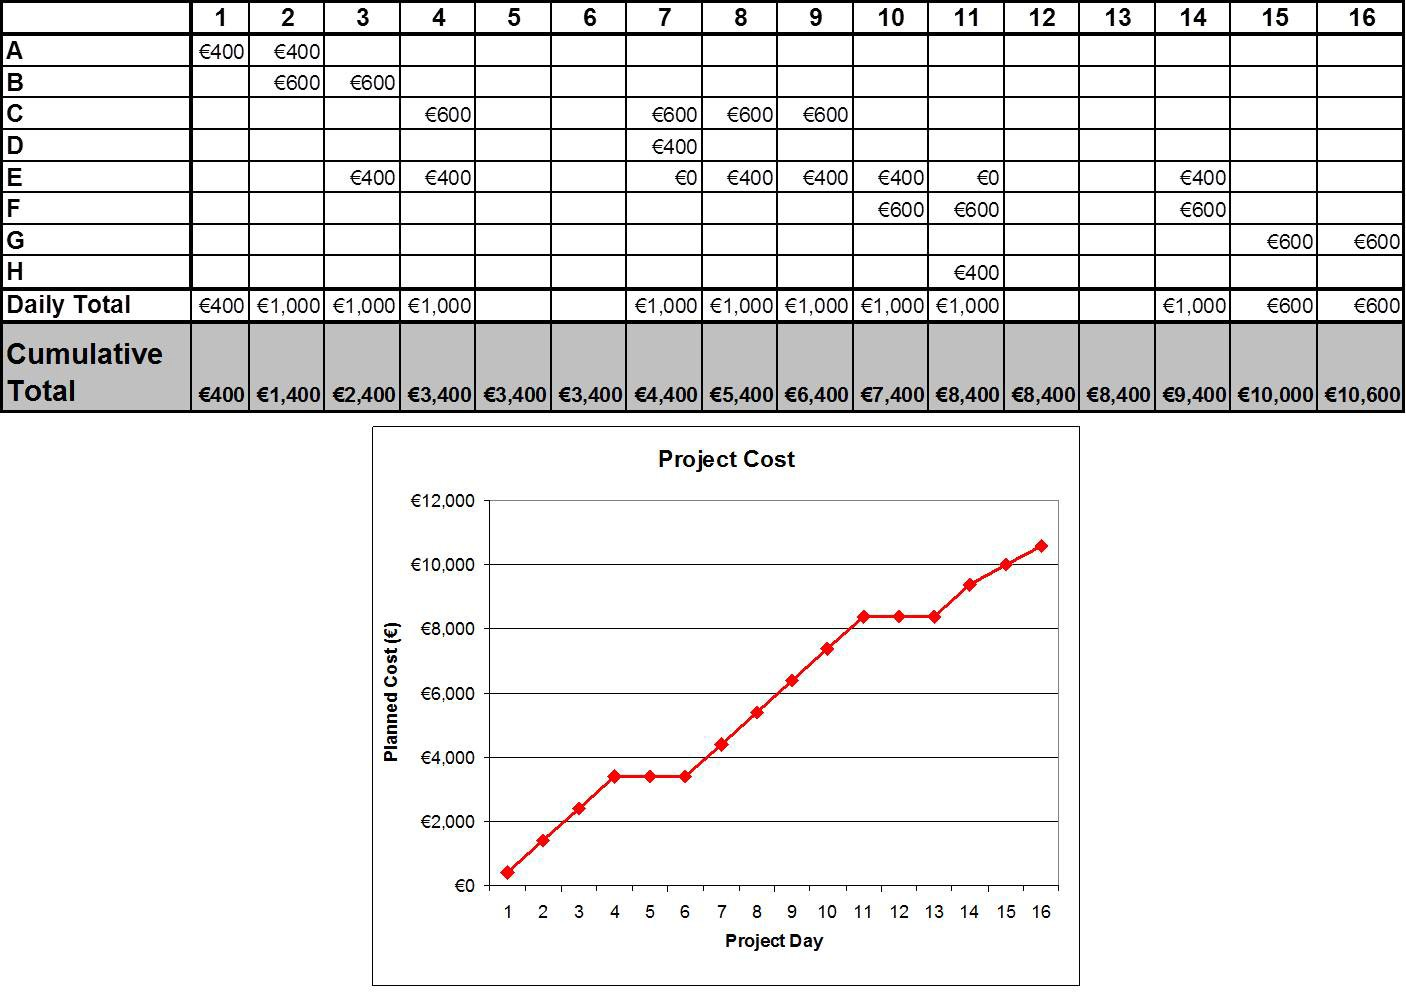 1 2 3 4 5 6 7 8 9 10 11 12 13 14 15 16
A €400 €400
B €600 €600
C €600 €600 €600 €600
D €400
E €400 €400 €0 €400 €400 €400 €0 €400
F €600 €600 €600
G €600 €600
H €400
Daily Total €400 €1,000 €1,000 €1,000 €1,000 €1,000 €1,000 €1,000 €1,000 €1,000 €600 €600
Cumulative
Total €400 €1,400 €2,400 €3,400 €3,400 €3,400 €4,400 €5,400 €6,400 €7,400 €8,400 €8,400 €8,400 €9,400 €10,000 €10,600
Project Cost
€12,000
€10,000
€8,000
€6,000
€4,000
€2,000
€0
Planned Cost (€)
1 2 3 4 5 6 7 8 9 10 11 12 13 14 15 16
Project Day